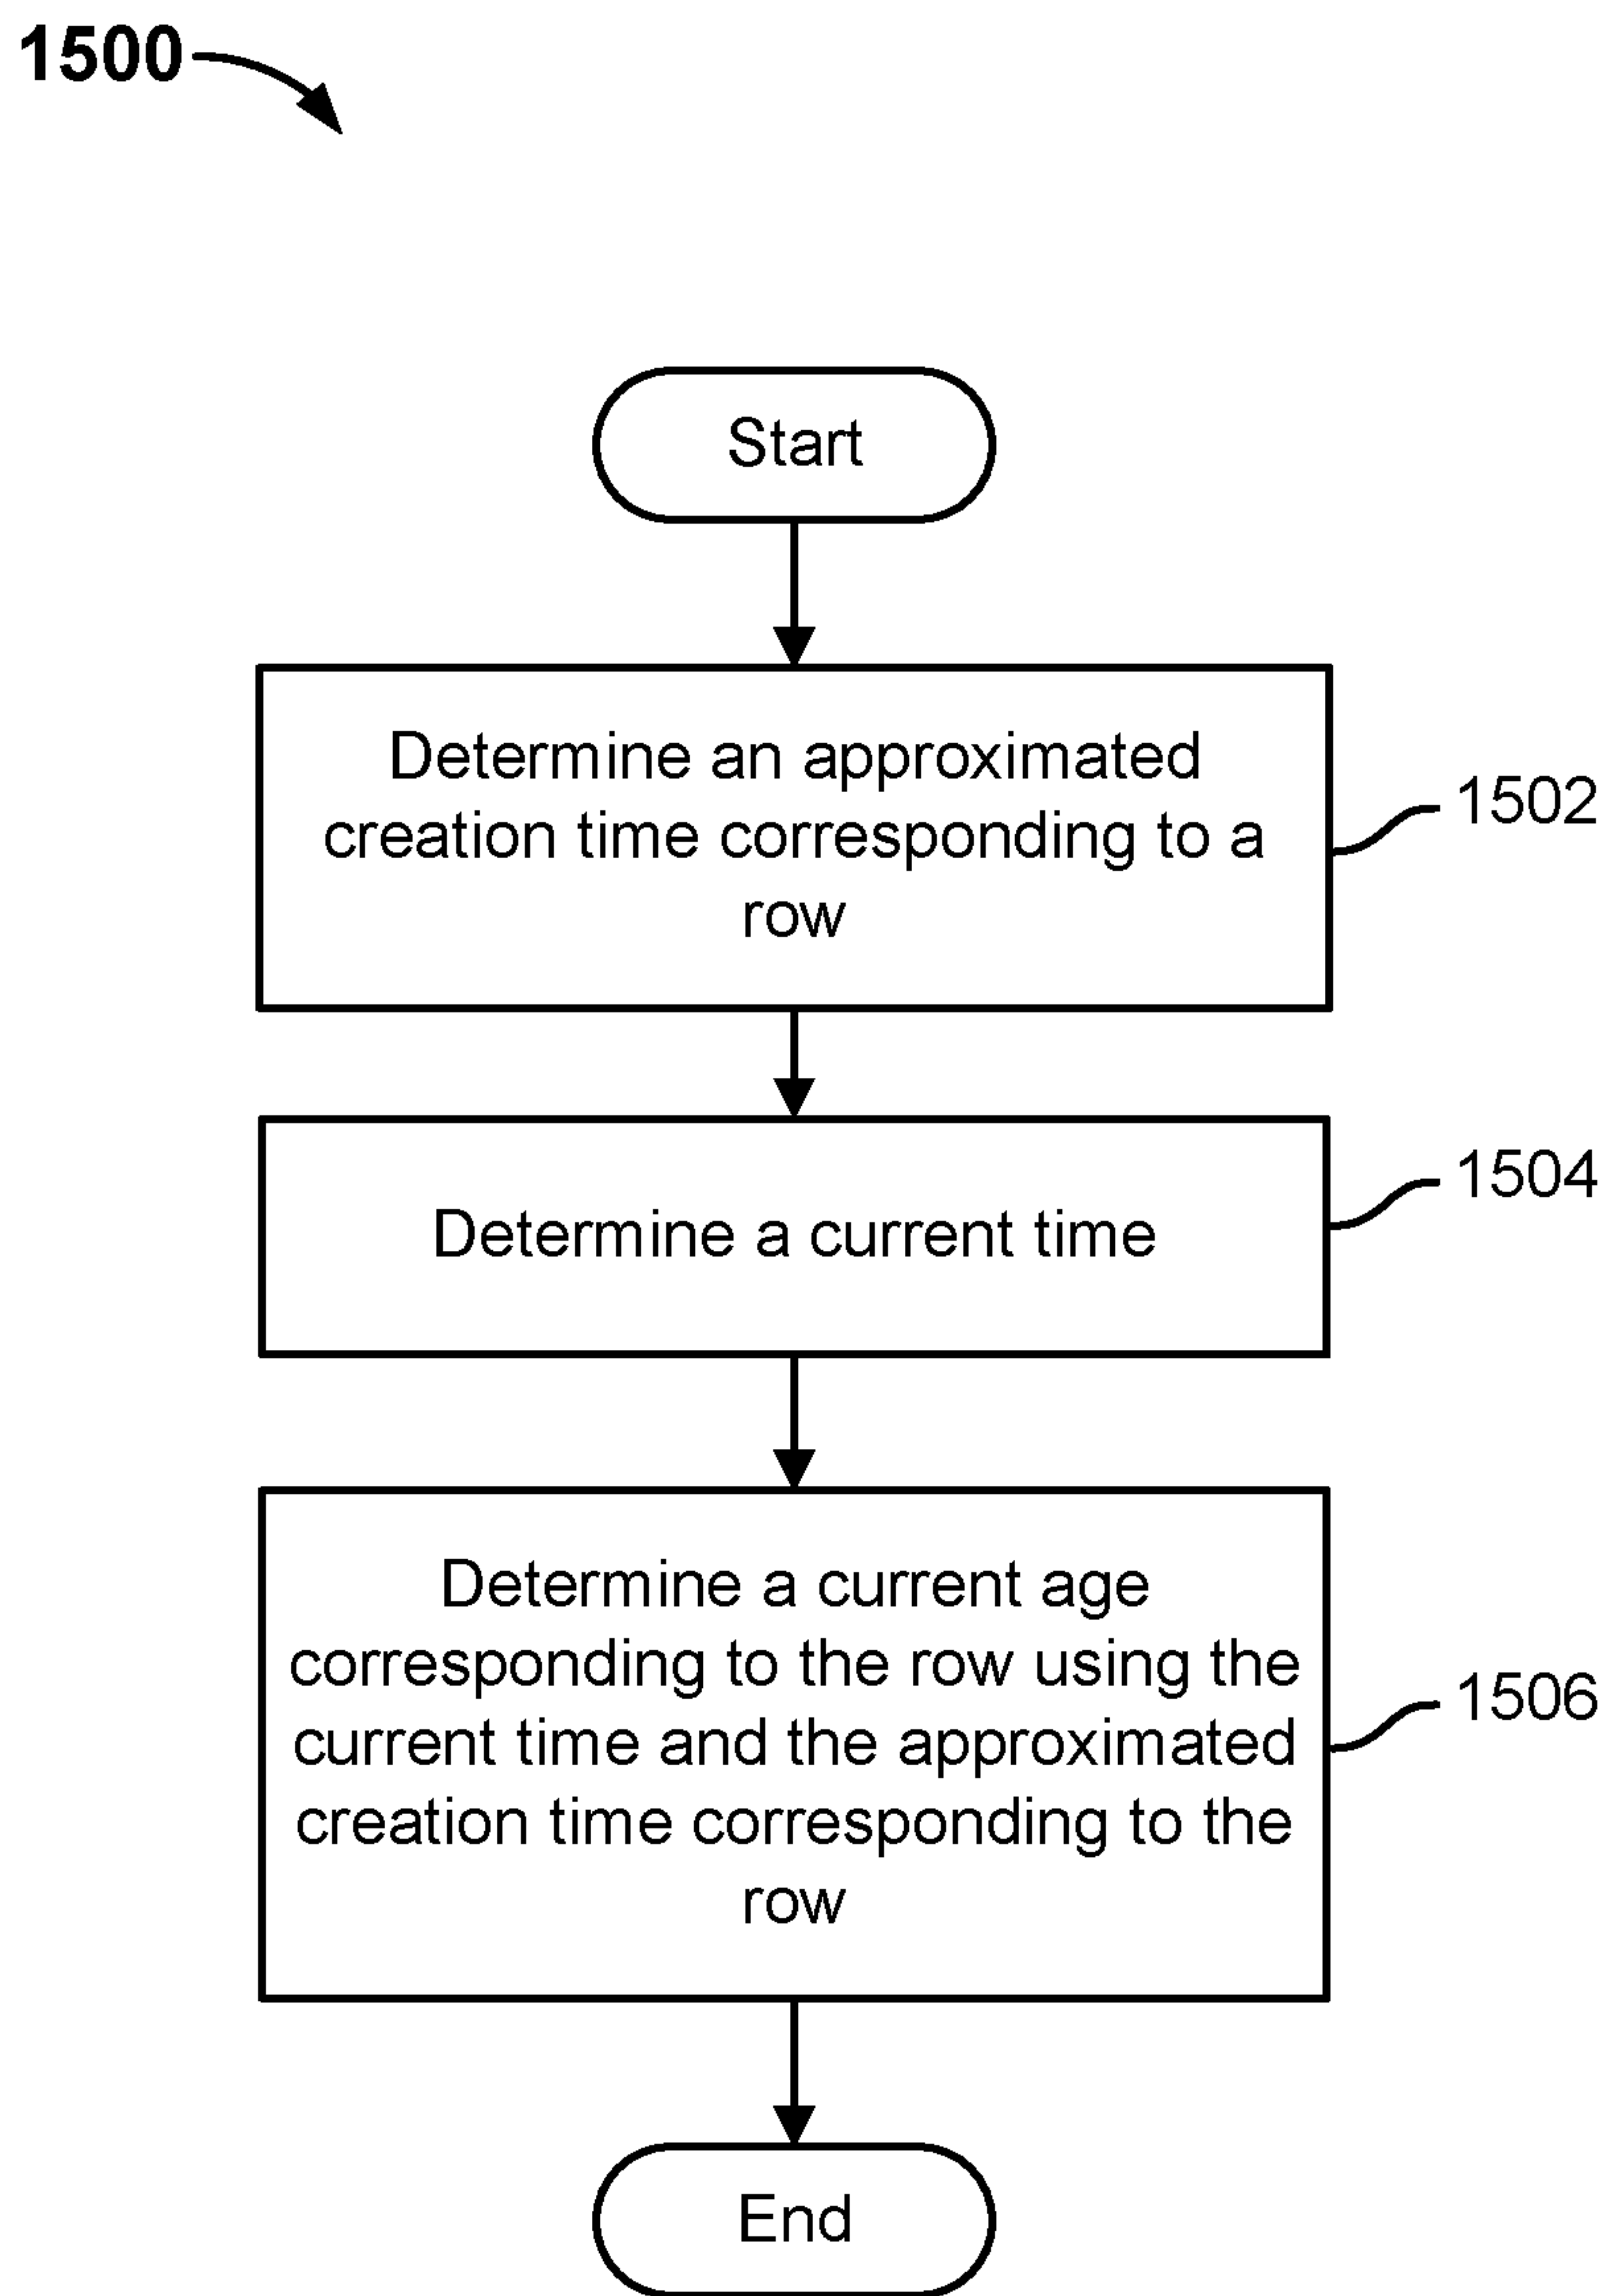 1500
Start
Determine an approximated
creation time corresponding to a
row
1502
Determine a current time
1504
Determine a current age
corresponding to the row using the
current time and the approximated
creation time corresponding to the
row
1506
End